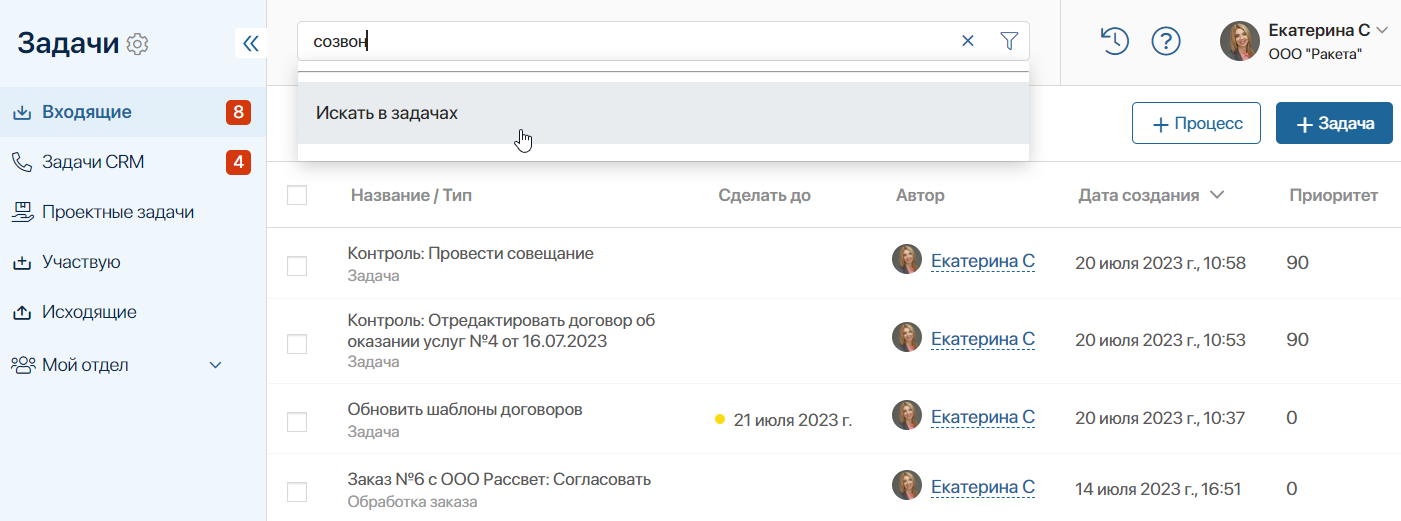 Задачи
созвон
Екатерина С
ООО "Ракета"
Входящие
8
Искать в задачах
Процесс
Задача
Задачи CRM
4
Проектные задачи
Участвую
Исходящие
Мой отдел
Название / Тип
Сделать до
Автор
Дата создания
Приоритет
Контроль: Провести совещание
Задача
Екатерина С
20 июля 2023 г., 10:58
90
Контроль: Отредактировать договор об
оказании услуг №4 от 16.07.2023
Задача
Екатерина С
20 июля 2023 г., 10:53
90
Обновить шаблоны договоров
Задача
21 июля 2023 г.
Екатерина С
20 июля 2023 г., 10:37
0
Заказ №6 с ООО Рассвет: Согласовать
Обработка заказа
Екатерина С
14 июля 2023 г., 16:51
0